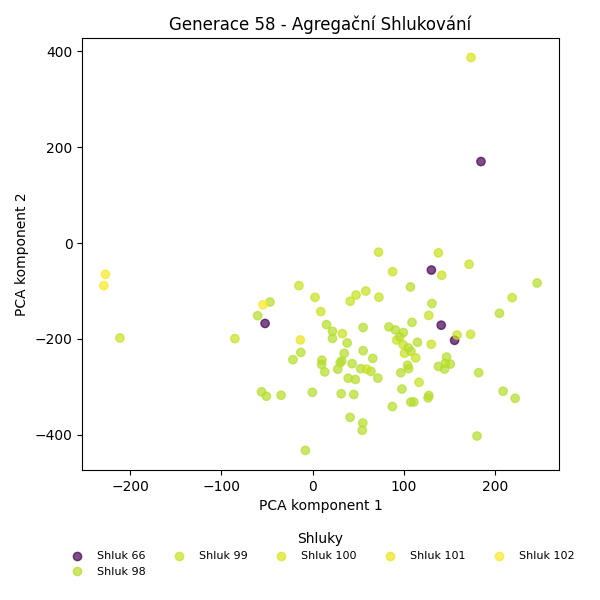 Generace 58 - Agregační Shlukování
PCA komponent 2
400
200
0
−200
−400
−200 −100 0 100 200
PCA komponent 1
Shluky
Shluk 66 Shluk 99 Shluk 100 Shluk 101 Shluk 102
Shluk 98